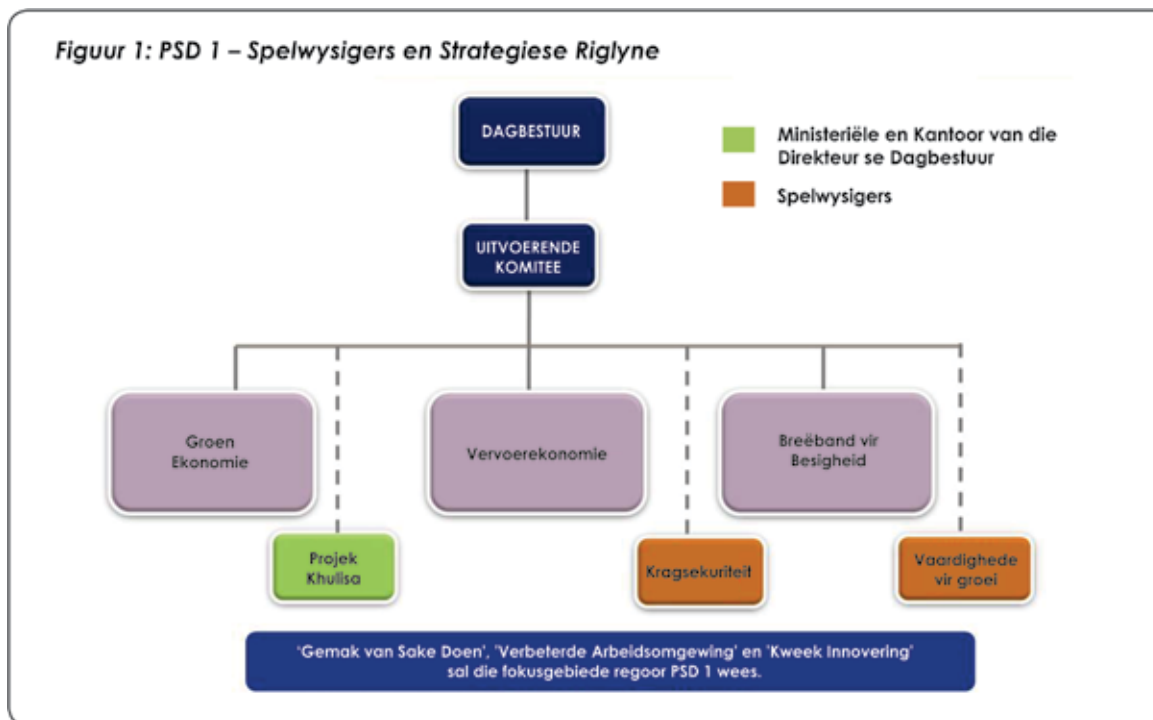 Figuur 1: PSD 1 – Spelwysigers en Strategiese Riglyne
DAGBESTUUR
Ministeriële en Kantoor van die
Direkteur se Dagbestuur
Spelwysigers
UITVOERENDE
KOMITEE
Groen
Ekonomie
Vervoerekonomie
Breëband vir
Besigheid
Projek
Khulisa
Kragsekuriteit
Vaardighede
vir groei
'Gemak van Sake Doen', 'Verbeterde Arbeidsomgewing' en 'Kweek Innovering'
sal die fokusgebiede regoor PSD 1 wees.